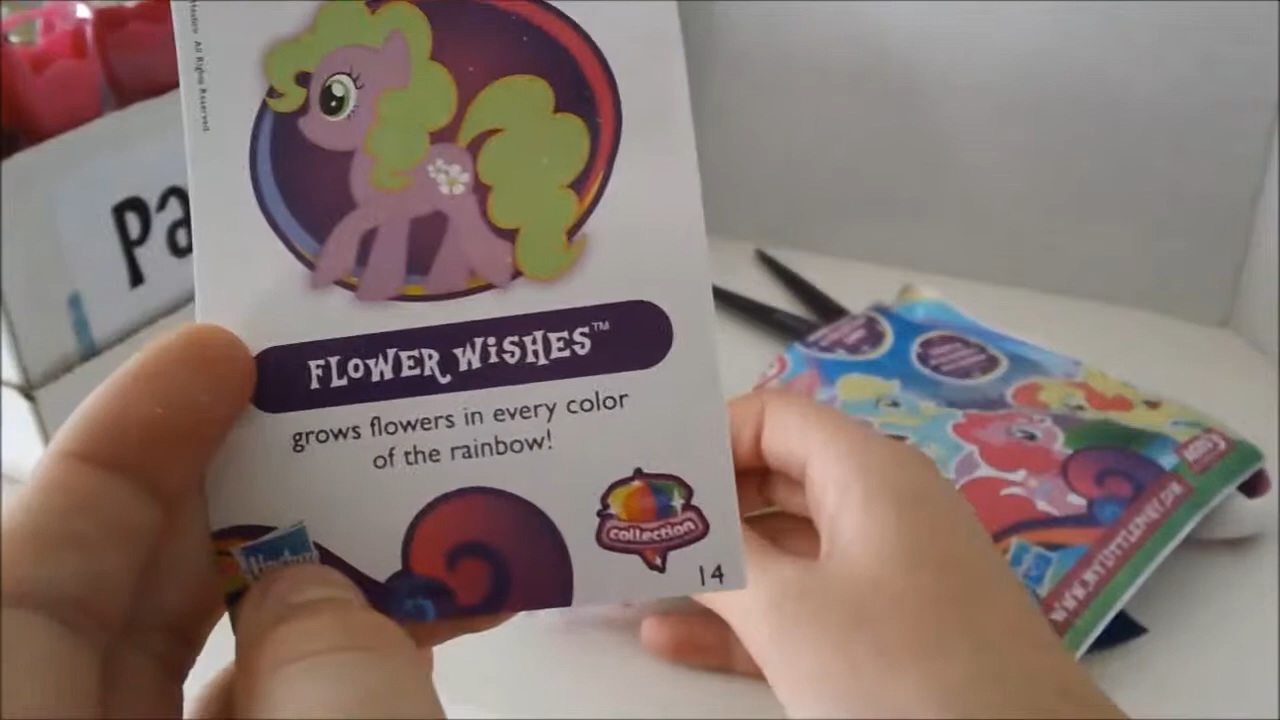 All Rights Reserved.
Pa
FLOWER WISHES™
grows flowers in every color
of the rainbow!
collection
Hasbro
14
WWW.MYLITTLEPONY.COM